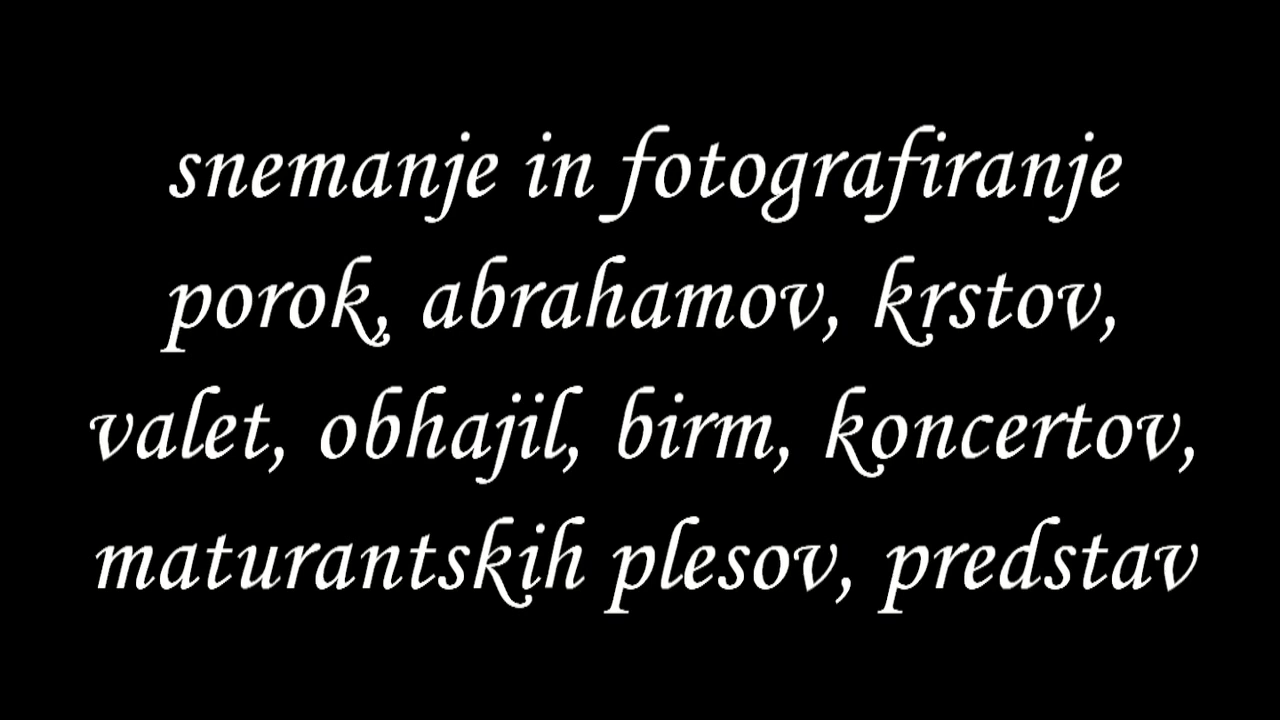 snemanje in fotografiranje
porok, abrahamov, krstov,
valet, obhajil, birm, koncertov,
maturantskih plesov, predstav